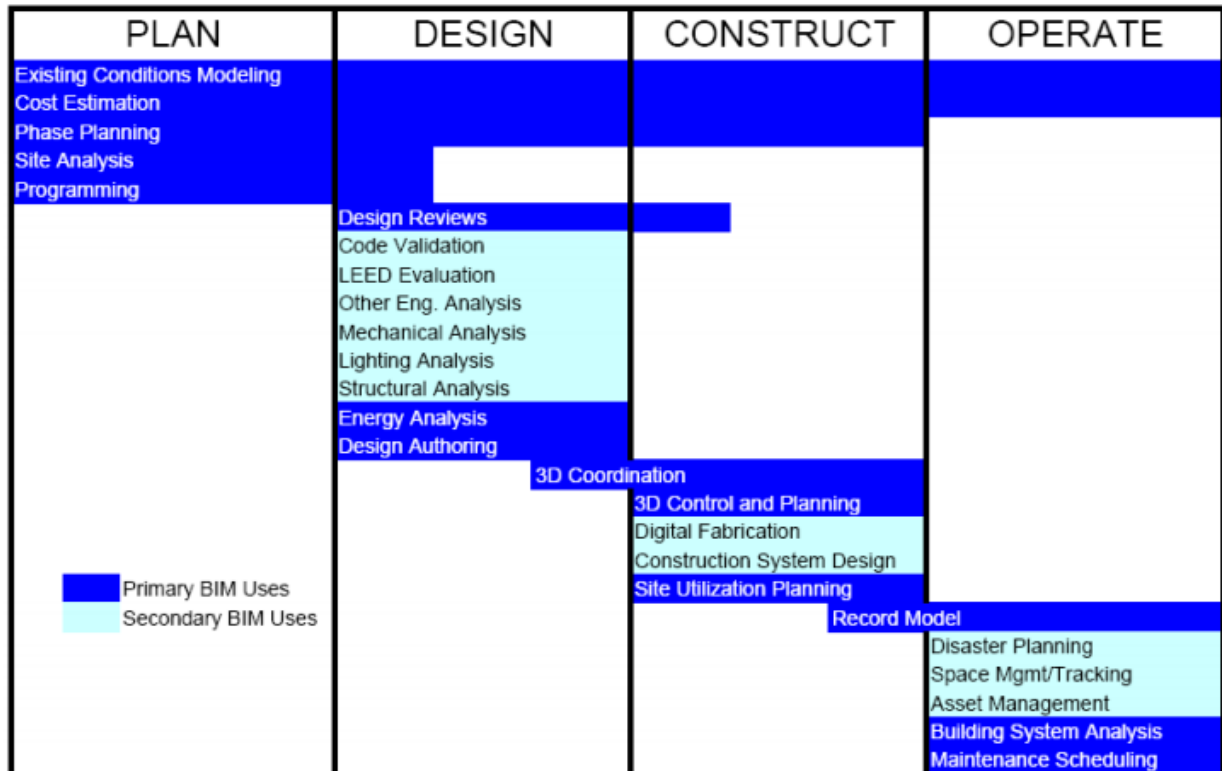 PLAN DESIGN CONSTRUCT OPERATE
Existing Conditions Modeling
Cost Estimation
Phase Planning
Site Analysis
Programming
Design Reviews
Code Validation
LEED Evaluation
Other Eng. Analysis
Mechanical Analysis
Lighting Analysis
Structural Analysis
Energy Analysis
Design Authoring
3D Coordination
3D Control and Planning
Digital Fabrication
Construction System Design
Primary BIM Uses
Site Utilization Planning
Secondary BIM Uses
Record Model
Disaster Planning
Space Mgmt/Tracking
Asset Management
Building System Analysis
Maintenance Scheduling